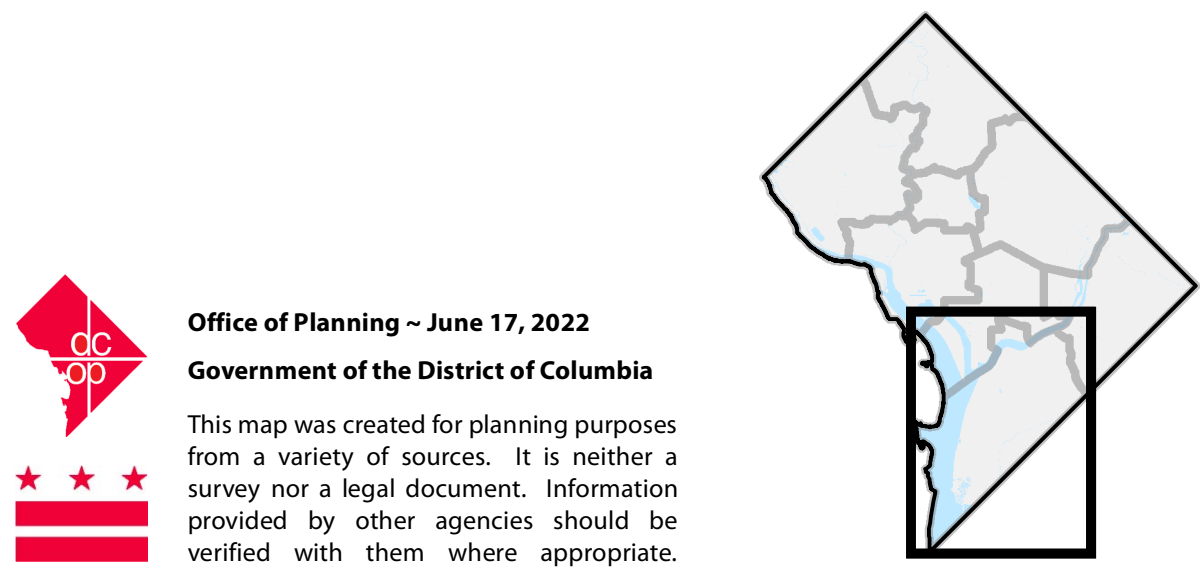 dc
op
Office of Planning ~ June 17, 2022
Government of the District of Columbia
This map was created for planning purposes
from a variety of sources. It is neither a
survey nor a legal document. Information
provided by other agencies should be
verified with them where appropriate.